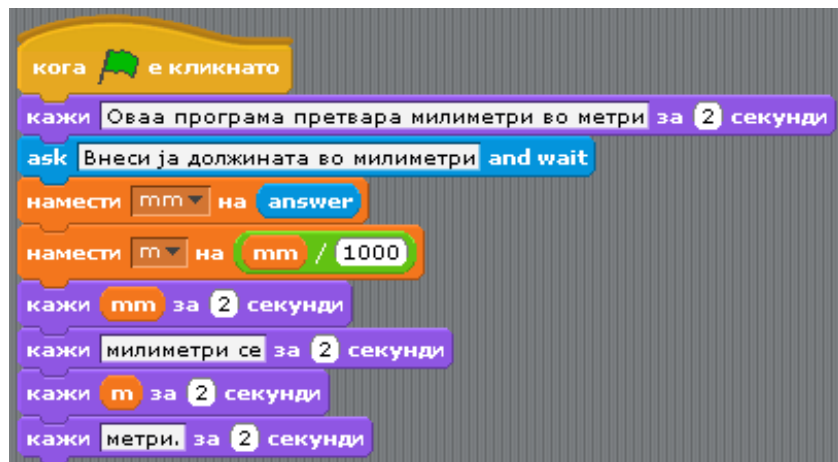 кога е кликнато
кажи Оваа програма претвара милиметри во метри за 2 секунди
ask Внеси ја должината во милиметри and wait
намести mm на answer
намести m на mm / 1000
кажи mm за 2 секунди
кажи милиметри се за 2 секунди
кажи m за 2 секунди
кажи метри. за 2 секунди